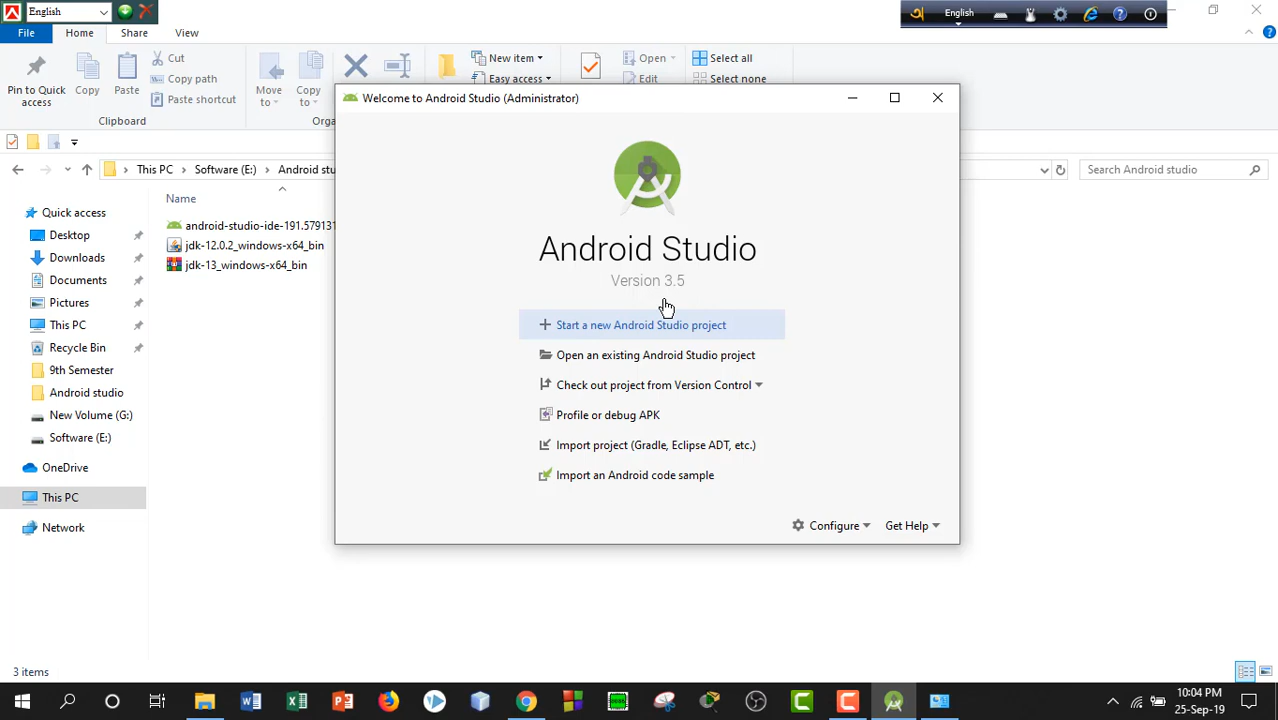 English
English
File
Home
Share
View
Pin to Quick access
Copy
Paste
Cut
Copy path
Paste shortcut
Clipboard
Move to
Copy to
New item
Easy access
Open
Edit
Select all
Select none
This PC
Software (E:)
Search Android studio
Quick access
Desktop
Downloads
Documents
Pictures
This PC
Recycle Bin
9th Semester
Android studio
New Volume (G:)
Software (E:)
OneDrive
This PC
Network
Name
android-studio-ide-191.579131
jdk-12.0.2_windows-x64_bin
jdk-13_windows-x64_bin
Welcome to Android Studio (Administrator)
Android Studio
Version 3.5
Start a new Android Studio project
Open an existing Android Studio project
Check out project from Version Control
Profile or debug APK
Import project (Gradle, Eclipse ADT, etc.)
Import an Android code sample
Configure
Get Help
3 items
10:04 PM
25-Sep-19